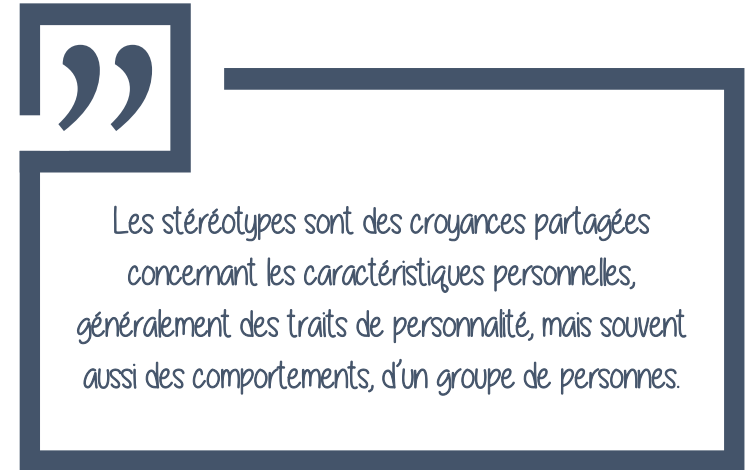 ”
Les stéréotypes sont des croyances partagées
concernant les caractéristiques personnelles,
généralement des traits de personnalité, mais souvent
aussi des comportements, d'un groupe de personnes.